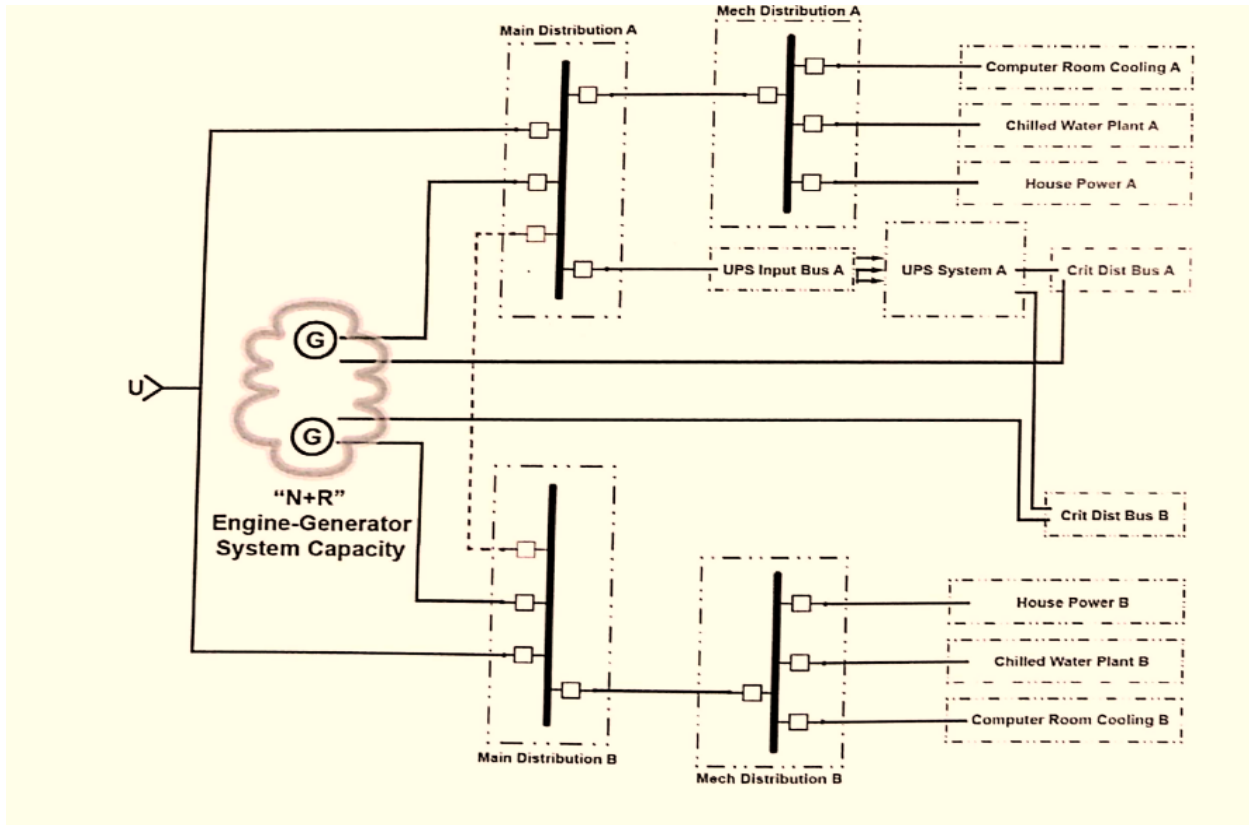 Main Distribution A
Mech Distribution A
Computer Room Cooling A
Chilled Water Plant A
House Power A
UPS Input Bus A
UPS System A
Crit Dist Bus A
G
U
G
“N+R”
Engine-Generator
System Capacity
Crit Dist Bus B
House Power B
Chilled Water Plant B
Computer Room Cooling B
Main Distribution B
Mech Distribution B